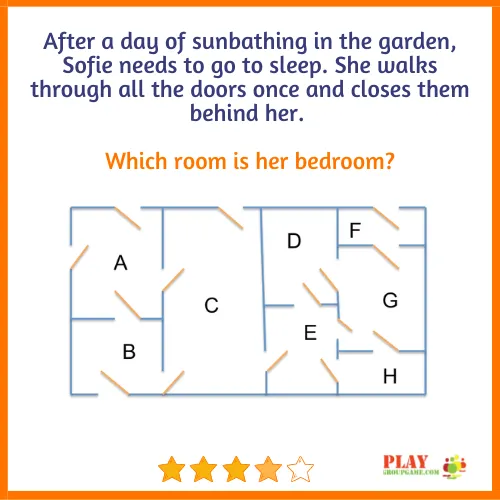 After a day of sunbathing in the garden,
Sofie needs to go to sleep. She walks
through all the doors once and closes them
behind her.
Which room is her bedroom?
A
B
C
D
E
F
G
H
PLAY
GROUPGAME.COM